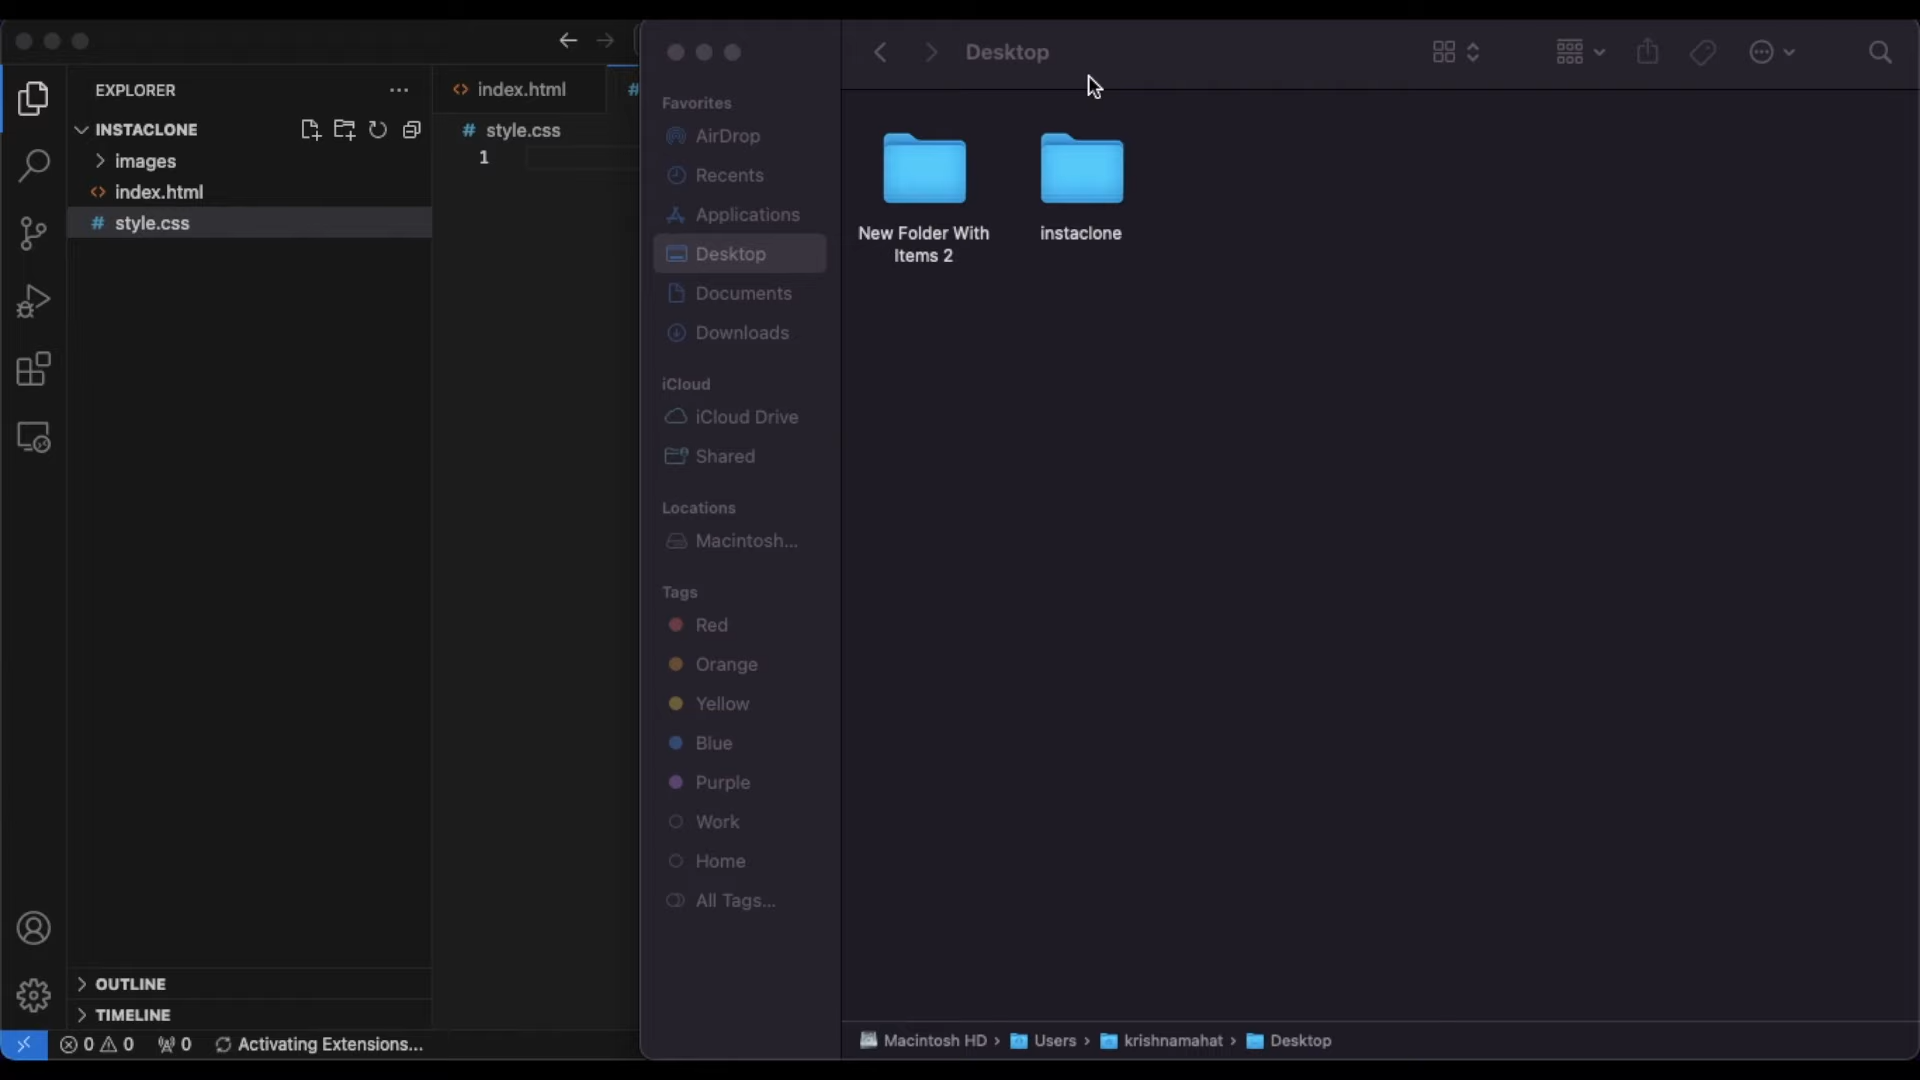 EXPLORER
INSTACLONE
images
index.html
style.css
OUTLINE
TIMELINE
0 0 0 Activating Extensions...
index.html
# style.css
1
Desktop
Favorites
AirDrop
Recents
Applications
Desktop
Documents
Downloads
iCloud
iCloud Drive
Shared
Locations
Macintosh...
Tags
Red
Orange
Yellow
Blue
Purple
Work
Home
All Tags...
New Folder With
Items 2
instaclone
Macintosh HD › Users › krishnamahat › Desktop